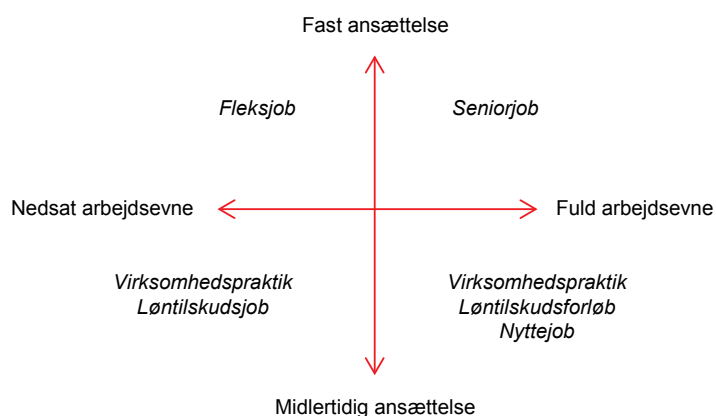 Fast ansættelse
Fleksjob
Seniorjob
Nedsat arbejdsevne
Fuld arbejdsevne
Virksomhedspraktik
Løntilskudsjob
Virksomhedspraktik
Løntilskudsforløb
Nyttejob
Midlertidig ansættelse